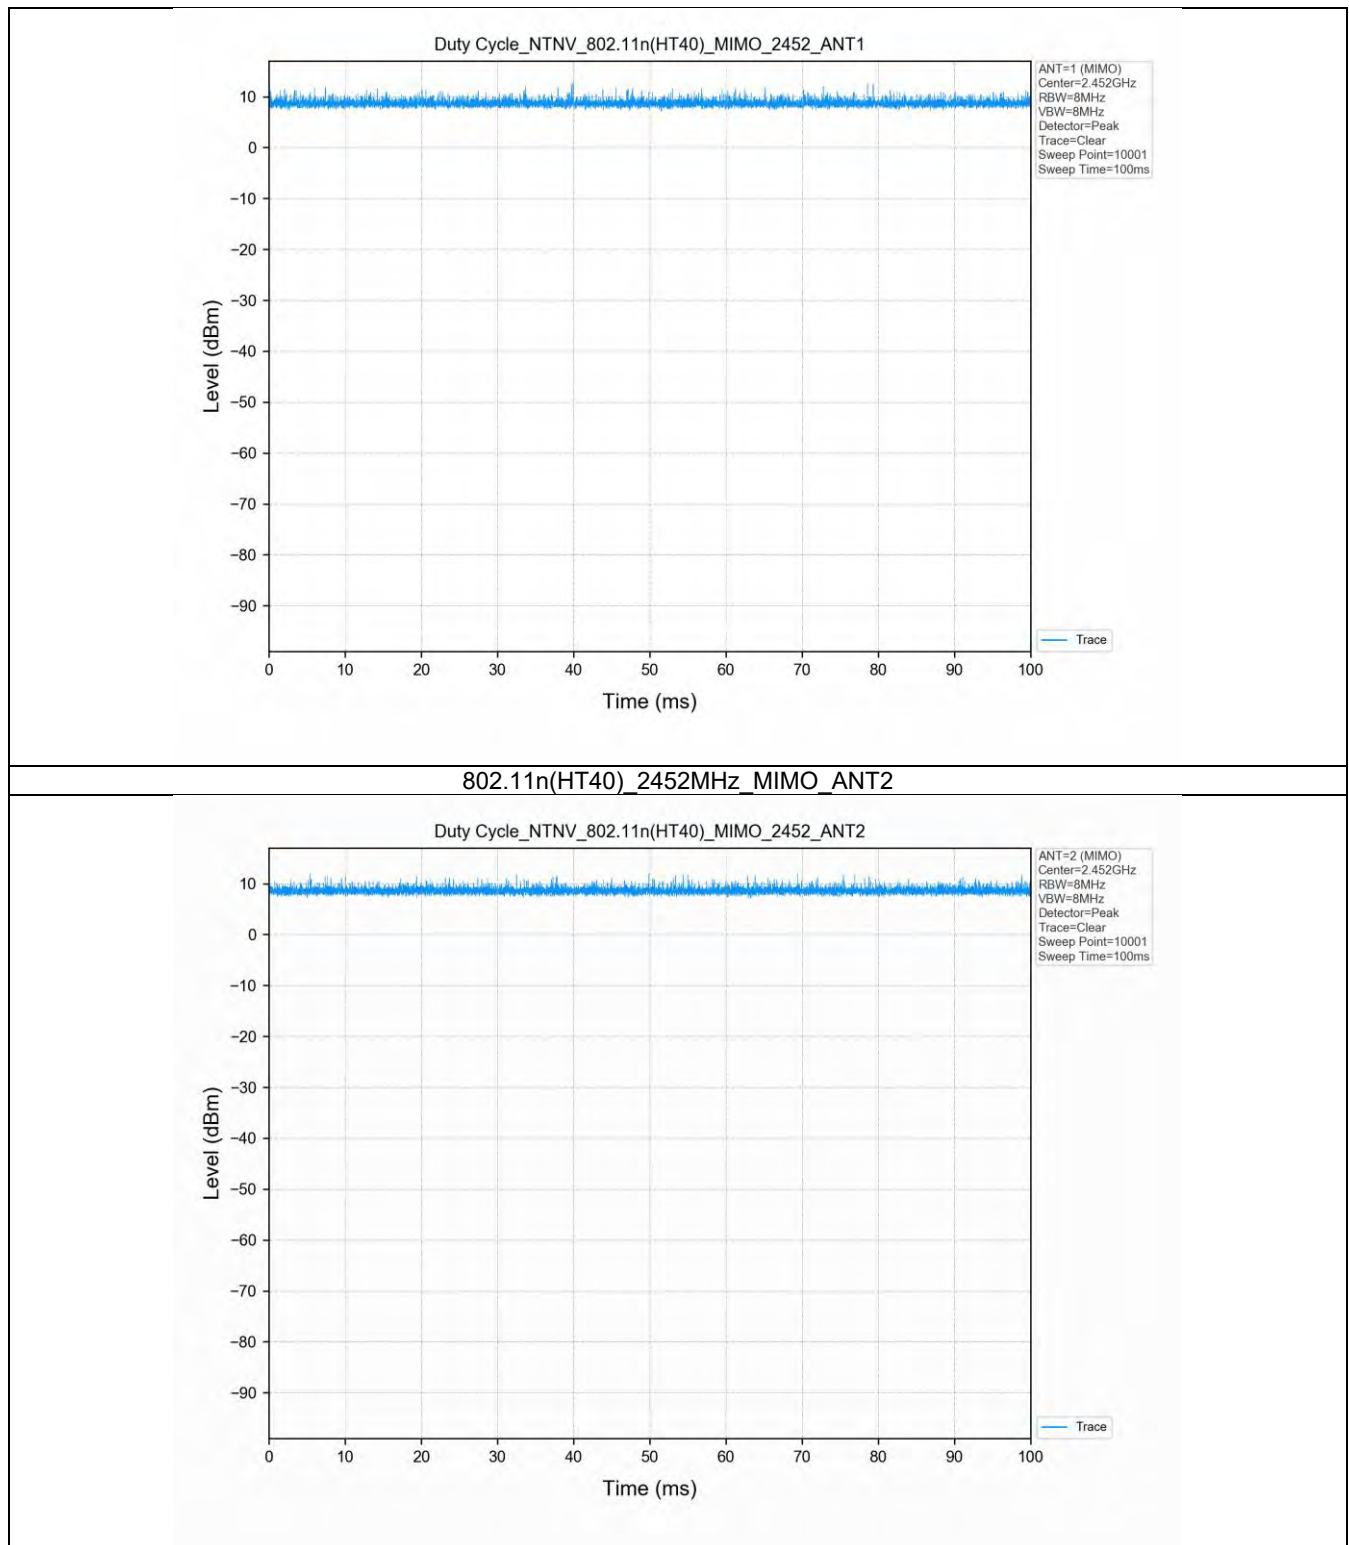 Duty Cycle_NTNV_802.11n(HT40)_MIMO_2452_ANT1
ANT=1 (MIMO)
Center=2.452GHz
RBW=8MHz
VBW=8MHz
Detector=Peak
Trace=Clear
Sweep Point=10001
Sweep Time=100ms
10
0
−10
−20
−30
−40
−50
−60
−70
−80
−90
Level (dBm)
Trace
0 10 20 30 40 50 60 70 80 90 100
Time (ms)
802.11n(HT40)_2452MHz_MIMO_ANT2
Duty Cycle_NTNV_802.11n(HT40)_MIMO_2452_ANT2
ANT=2 (MIMO)
Center=2.452GHz
RBW=8MHz
VBW=8MHz
Detector=Peak
Trace=Clear
Sweep Point=10001
Sweep Time=100ms
10
0
−10
−20
−30
−40
−50
−60
−70
−80
−90
Level (dBm)
Trace
0 10 20 30 40 50 60 70 80 90 100
Time (ms)